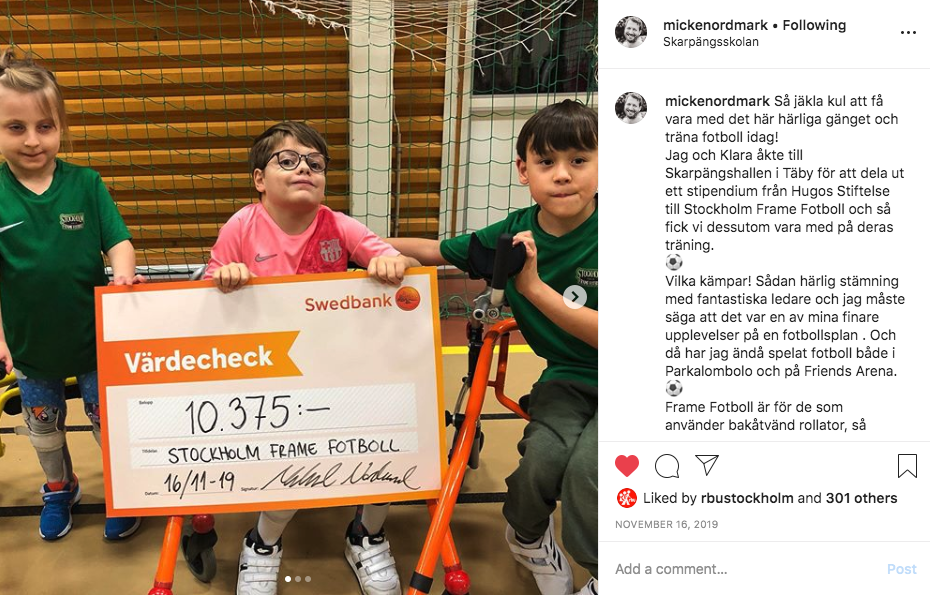 mickenordmark • Following
Skarpängsskolan
mickenordmark Så jäkla kul att få
vara med det här härliga gänget och
träna fotboll idag!
Jag och Klara åkte till
Skarpängshallen i Täby för att dela ut
ett stipendium från Hugos Stiftelse
till Stockholm Frame Fotboll och så
fick vi dessutom vara med på deras
träning.
⚽
Vilka kämpar! Sådan härlig stämning
med fantastiska ledare och jag måste
säga att det var en av mina finare
upplevelser på en fotbollsplan . Och
då har jag ändå spelat fotboll både i
Parkalombolo och på Friends Arena.
⚽
Frame Fotboll är för de som
använder bakåtvänd rollator, så
Liked by rbustockholm and 301 others
NOVEMBER 16, 2019
Add a comment... Post
Swedbank
Värdecheck
Belopp
10.375:-
STOCKHOLM FRAME FOTBOLL
Datum: 16/11-19 Signatur:
STOCKHOLM
STOCKHOLM